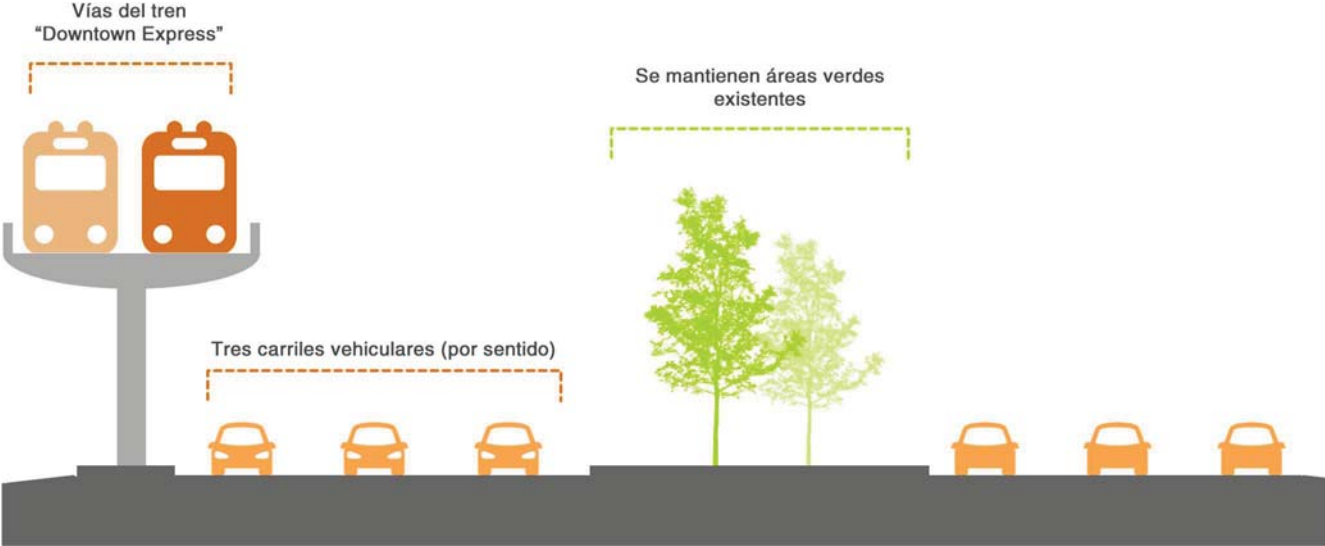 Vías del tren
“Downtown Express”
Se mantienen áreas verdes
existentes
Tres carriles vehiculares (por sentido)